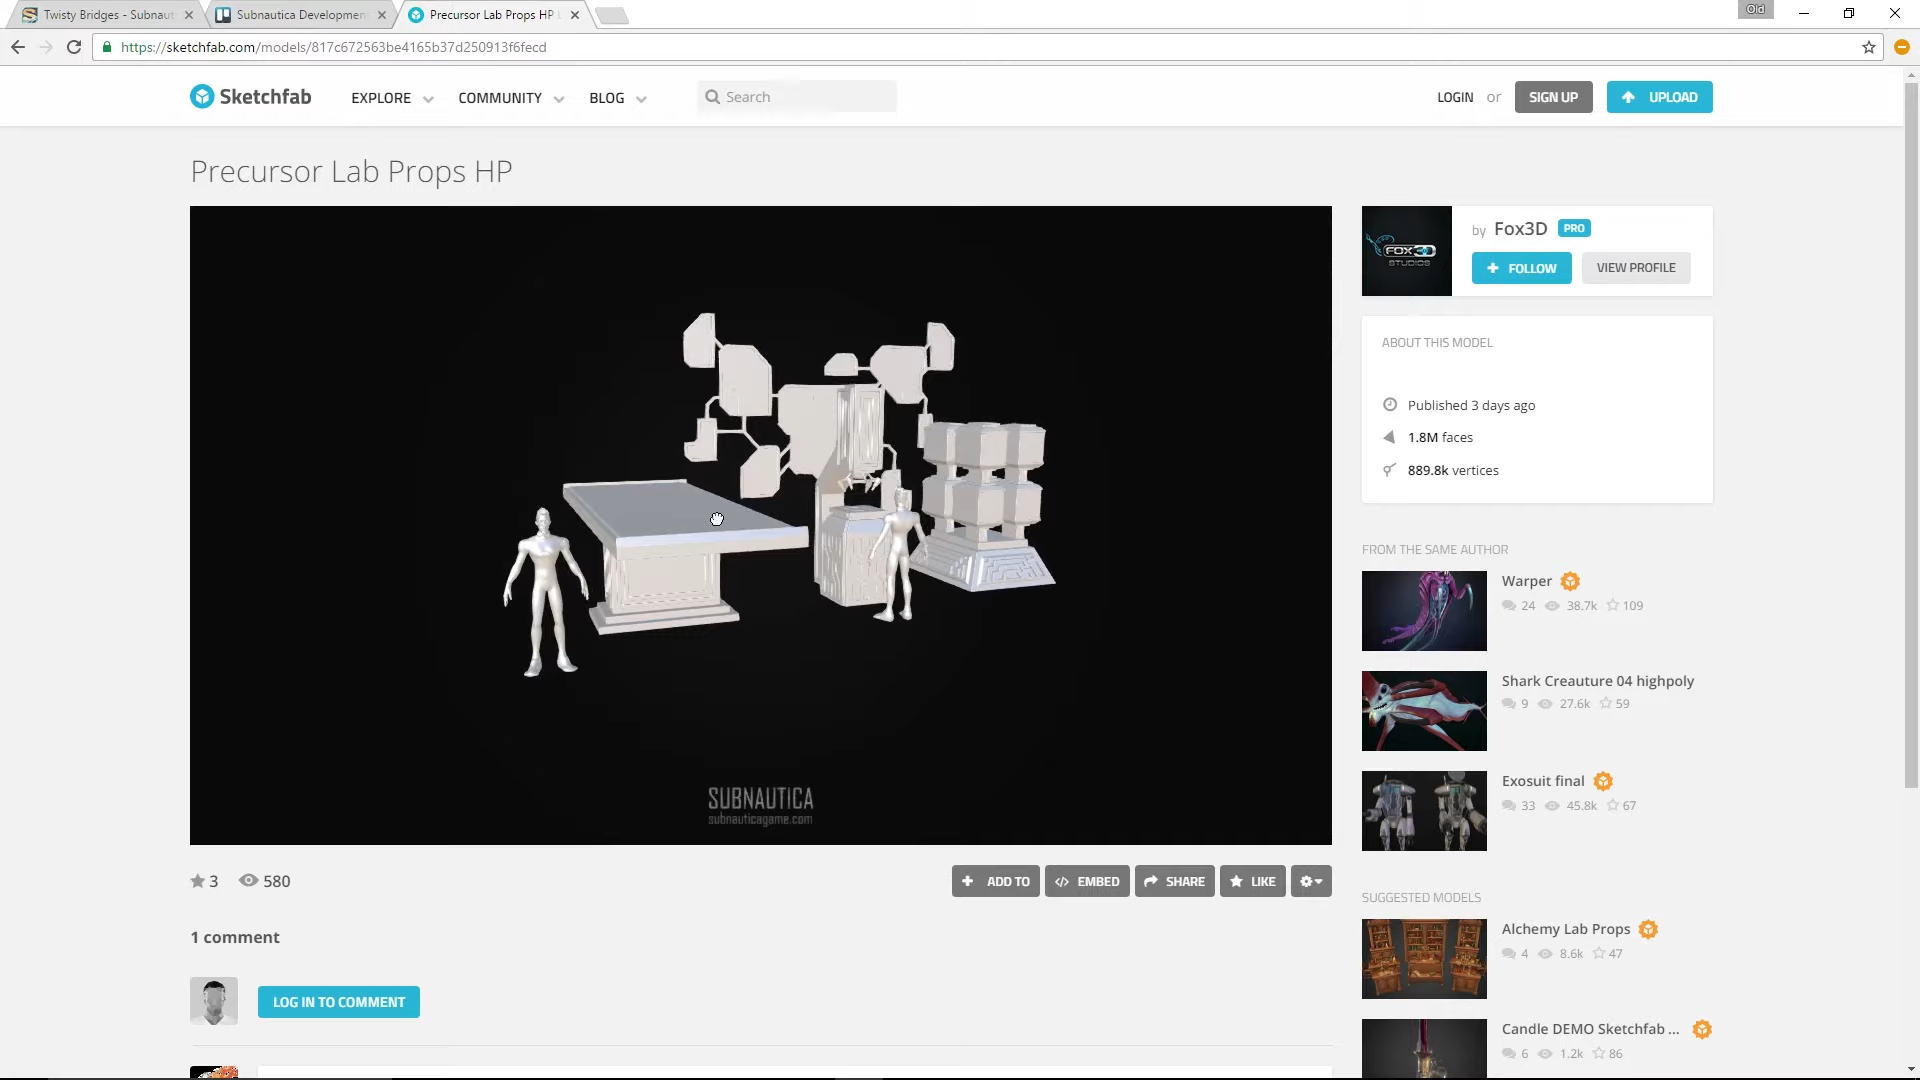 Twisty Bridges - Subnaut
Subnautica Developmen
Precursor Lab Props HP
Old
https://sketchfab.com/models/817c672563be4165b37d250913f6fecd
Sketchfab
EXPLORE
COMMUNITY
BLOG
Search
LOGIN or SIGN UP
UPLOAD
Precursor Lab Props HP
SUBNAUTICA
subnauticagame.com
3 580
ADD TO
EMBED
SHARE
LIKE
1 comment
LOG IN TO COMMENT
FOX3D
STUDIOS
by Fox3D PRO
FOLLOW
VIEW PROFILE
ABOUT THIS MODEL
Published 3 days ago
1.8M faces
889.8k vertices
FROM THE SAME AUTHOR
Warper
24 38.7k 109
Shark Creauture 04 highpoly
9 27.6k 59
Exosuit final
33 45.8k 67
SUGGESTED MODELS
Alchemy Lab Props
4 8.6k 47
Candle DEMO Sketchfab ...
6 1.2k 86